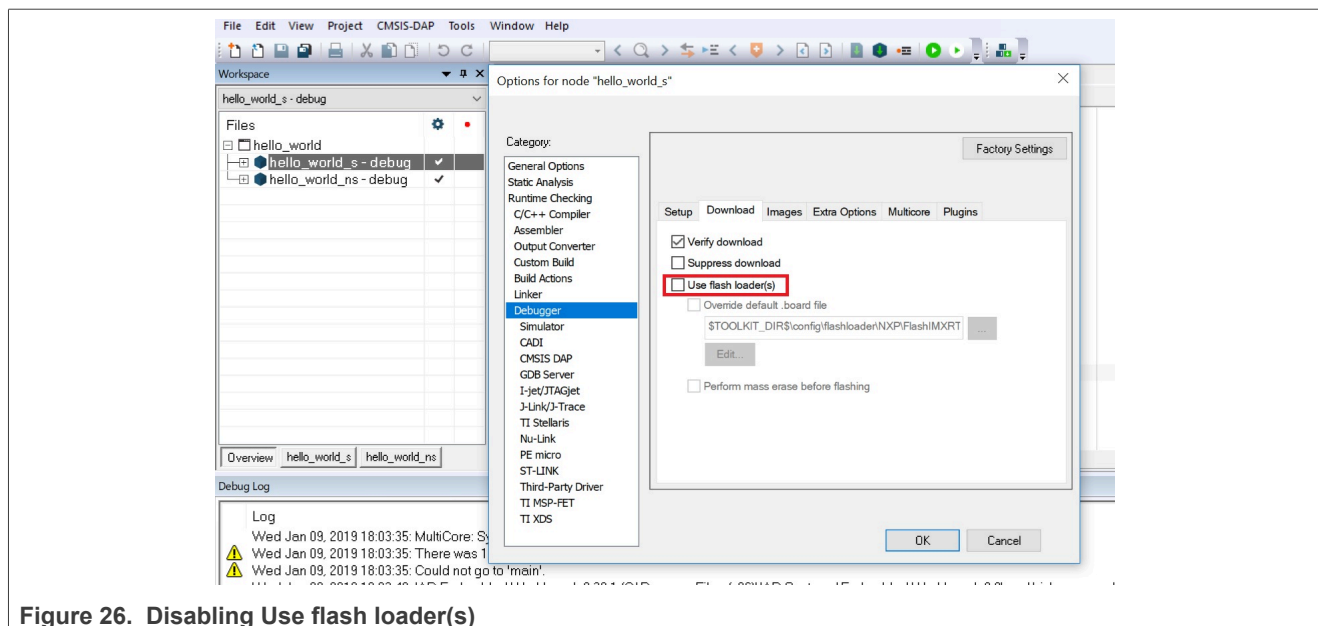 File Edit View Project CMSIS-DAP Tools Window Help
Workspace
hello_world_s - debug
Files
hello_world
hello_world_s - debug
hello_world_ns - debug
Overview hello_world_s hello_world_ns
Options for node "hello_world_s"
Category:
General Options
Static Analysis
Runtime Checking
C/C++ Compiler
Assembler
Output Converter
Custom Build
Build Actions
Linker
Debugger
Simulator
CADI
CMSIS DAP
GDB Server
I-jet/JTAGjet
J-Link/J-Trace
TI Stellaris
Nu-Link
PE micro
ST-LINK
Third-Party Driver
TI MSP-FET
TI XDS
Factory Settings
Setup Download Images Extra Options Multicore Plugins
Verify download
Suppress download
Use flash loader(s)
Override default .board file
$TOOLKIT_DIR$\config\flashloader\NXP\FlashIMXRT ...
Edit...
Perform mass erase before flashing
OK Cancel
Debug Log
Log
Wed Jan 09, 2019 18:03:35: MultiCore: Sy
Wed Jan 09, 2019 18:03:35: There was 1
Wed Jan 09, 2019 18:03:35: Could not go to 'main'.
Figure 26. Disabling Use flash loader(s)